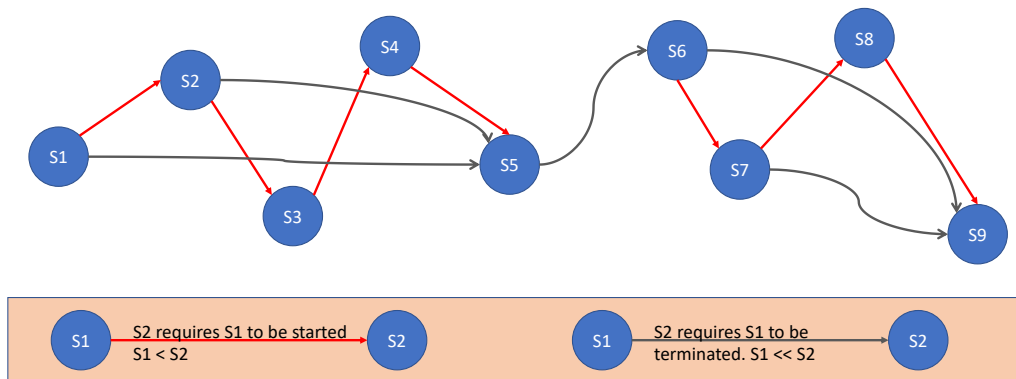 S4
S6
S8
S2
S1
S5
S7
S3
S9
S1
S2 requires S1 to be started
S1 < S2
S2
S1
S2 requires S1 to be
terminated. S1 << S2
S2